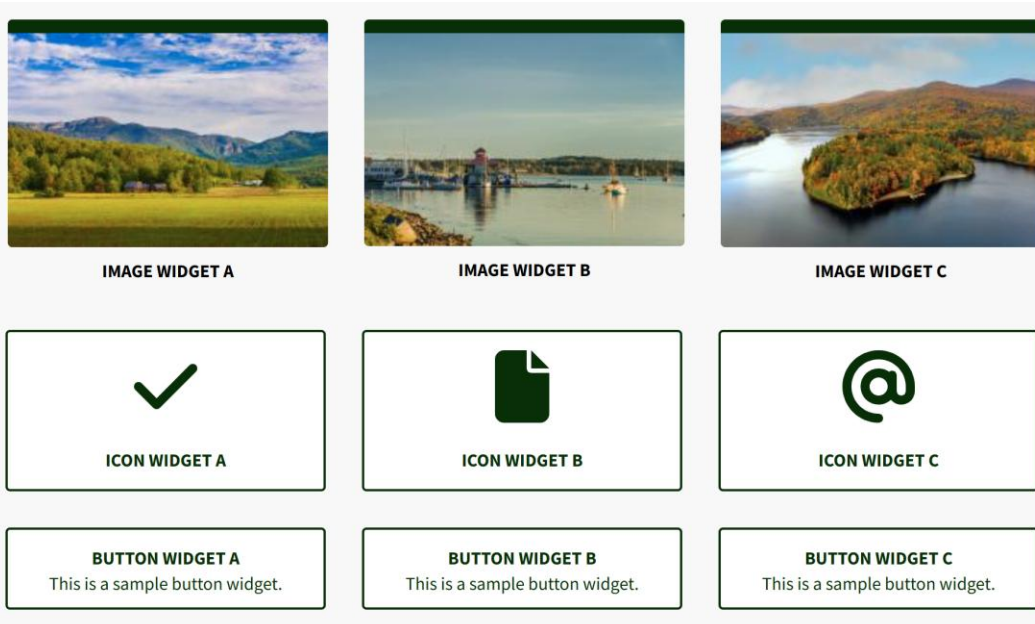 IMAGE WIDGET A
IMAGE WIDGET B
IMAGE WIDGET C
ICON WIDGET A
ICON WIDGET B
ICON WIDGET C
BUTTON WIDGET A
This is a sample button widget.
BUTTON WIDGET B
This is a sample button widget.
BUTTON WIDGET C
This is a sample button widget.